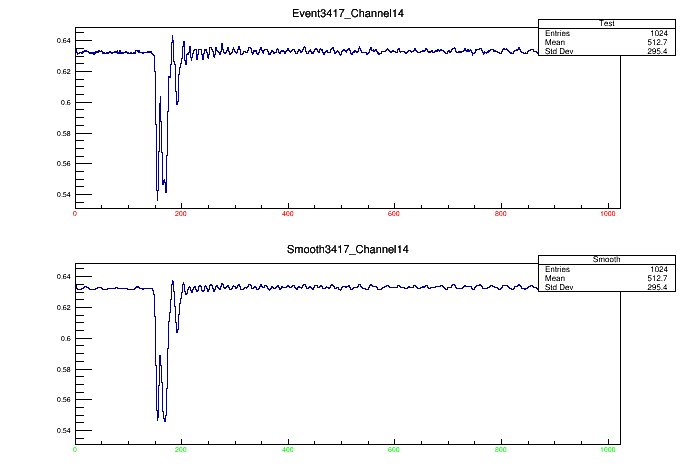 Event3417_Channel14
Test
Entries 1024
Mean 512.7
Std Dev 295.4
0.64
0.62
0.6
0.58
0.56
0.54
0 200 400 600 800 1000
Smooth3417_Channel14
Smooth
Entries 1024
Mean 512.7
Std Dev 295.4
0.64
0.62
0.6
0.58
0.56
0.54
0 200 400 600 800 1000